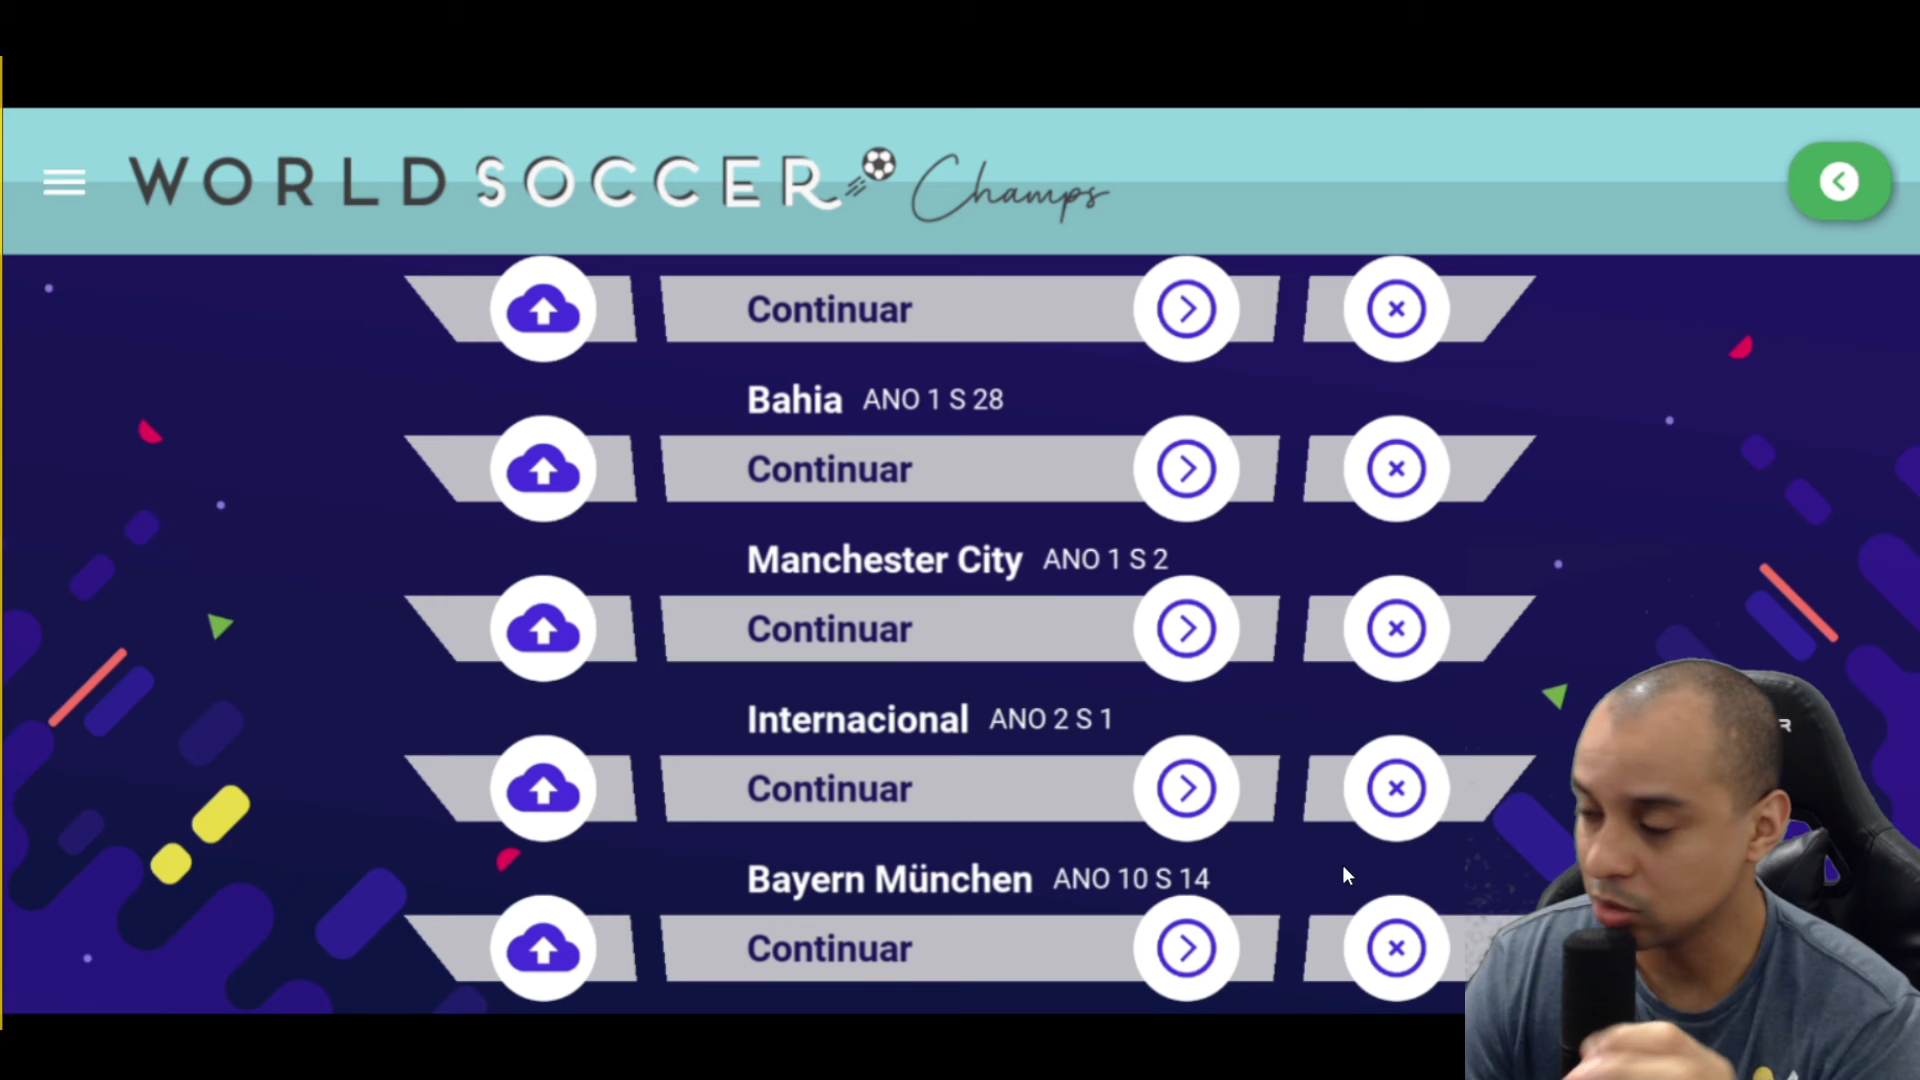 WORLD SOCCER Champs
Continuar
Bahia ANO 1 S 28
Continuar
Manchester City ANO 1 S 2
Continuar
Internacional ANO 2 S 1
Continuar
Bayern München ANO 10 S 14
Continuar